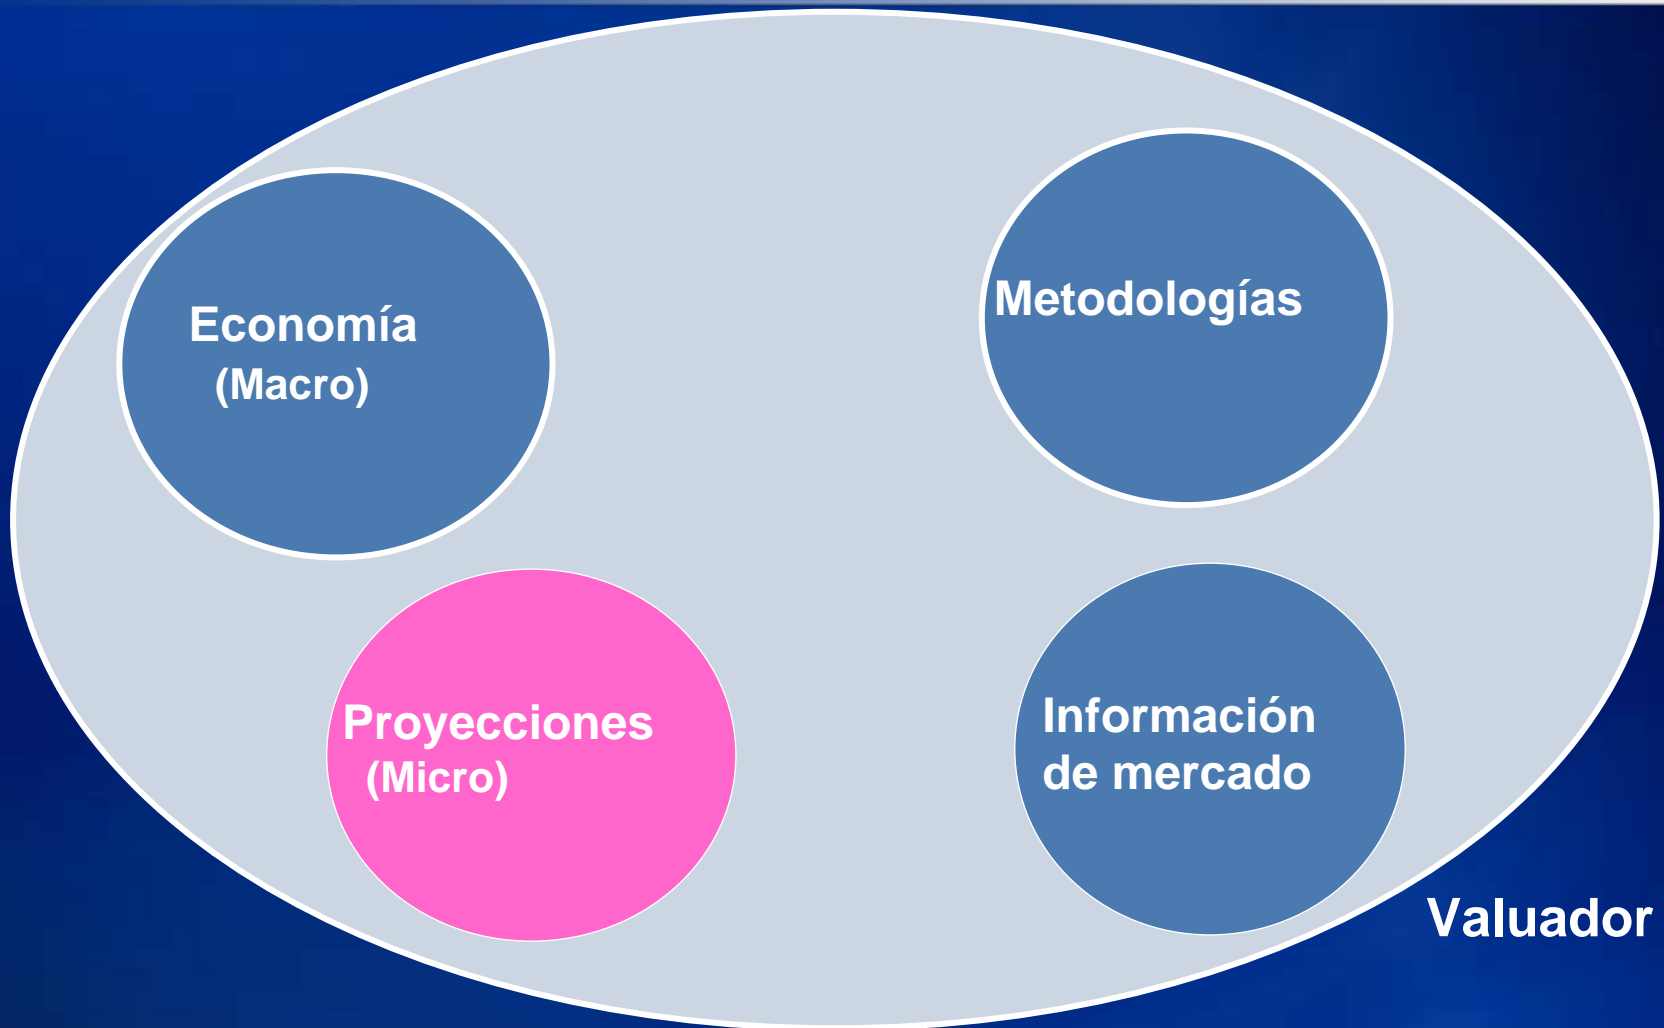 Economía
(Macro)
Metodologías
Proyecciones
(Micro)
Información
de mercado
Valuador